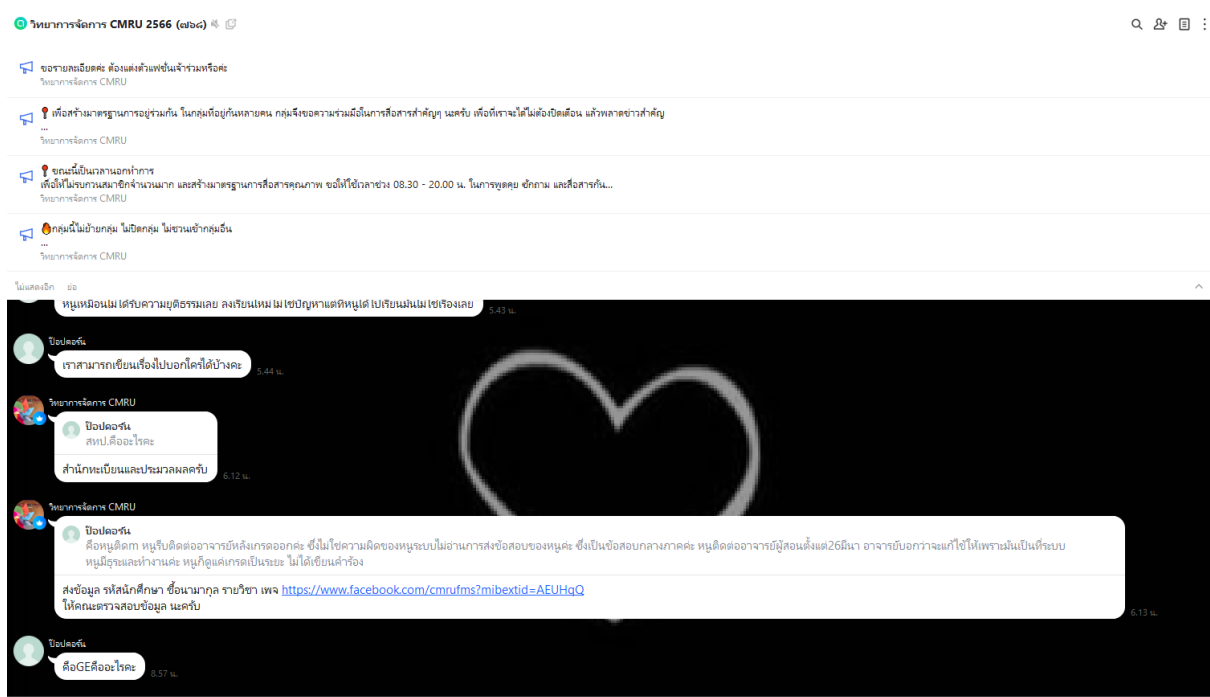 วิทยาการจัดการ CMRU 2566 (๗๖๘)
ขอรายละเอียดค่ะ ต้องแต่งตัวแฟชั่นเจ้าร่วมหรือค่ะ
วิทยาการจัดการ CMRU
เพื่อสร้างมาตรฐานการอยู่ร่วมกัน ในกลุ่มที่อยู่กันหลายคน กลุ่มจึงขอความร่วมมือในการสื่อสารสำคัญๆ นะครับ เพื่อที่เราจะได้ไม่ต้องปิดเตือน แล้วพลาดข่าวสำคัญ
...
วิทยาการจัดการ CMRU
ขณะนี้เป็นเวลานอกทำการ
เพื่อให้ไม่รบกวนสมาชิกจำนวนมาก และสร้างมาตรฐานการสื่อสารคุณภาพ ขอให้ใช้เวลาช่วง 08.30 - 20.00 น. ในการพูดคุย ซักถาม และสื่อสารกัน...
วิทยาการจัดการ CMRU
กลุ่มนี้ไม่ย้ายกลุ่ม ไม่ปิดกลุ่ม ไม่ชวนเข้ากลุ่มอื่น
...
วิทยาการจัดการ CMRU
ไม่แสดงอีก ย่อ
หนูเหมือนไม่ได้รับความยุติธรรมเลย ลงเรียนใหม่ไม่ใช่ปัญหาแต่ที่หนูได้ไปเรียนมันไม่ใช่เรื่องเลย
5.43 น.
ป๊อปคอร์น
เราสามารถเขียนเรื่องไปบอกใครได้บ้างคะ
5.44 น.
วิทยาการจัดการ CMRU
ป๊อปคอร์น
สทป.คืออะไรคะ
สำนักทะเบียนและประมวลผลครับ
6.12 น.
วิทยาการจัดการ CMRU
ป๊อปคอร์น
คือหนูติดm หนูรีบติดต่ออาจารย์หลังเกรดออกค่ะ ซึ่งไม่ใช่ความผิดของหนูระบบไม่อ่านการส่งข้อสอบของหนูค่ะ ซึ่งเป็นข้อสอบกลางภาคค่ะ หนูติดต่ออาจารย์ผู้สอนตั้งแต่26มีนา อาจารย์บอกว่าจะแก้ใช้ให้เพราะมันเป็นที่ระบบ
หนูมีธุระและทำงานค่ะ หนูก็ดูแค่เกรดเป็นระยะ ไม่ได้เขียนคำร้อง
ส่งข้อมูล รหัสนักศึกษา ชื่อนามากุล รายวิชา เพจ https://www.facebook.com/cmrufms?mibextid=AEUHqQ
ให้คณะตรวจสอบข้อมูล นะครับ
6.13 น.
ป๊อปคอร์น
คือGEคืออะไรคะ
8.57 น.